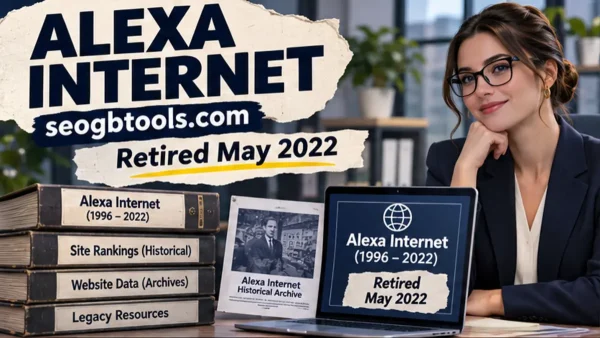 ALEXA
INTERNET
seogbtools.com
Retired May 2022
Alexa Internet
(1996 – 2022)
Site Rankings (Historical)
Website Data (Archives)
Legacy Resources
Alexa Internet
Historical Archive
Alexa Internet
(1996 – 2022)
Retired
May 2022